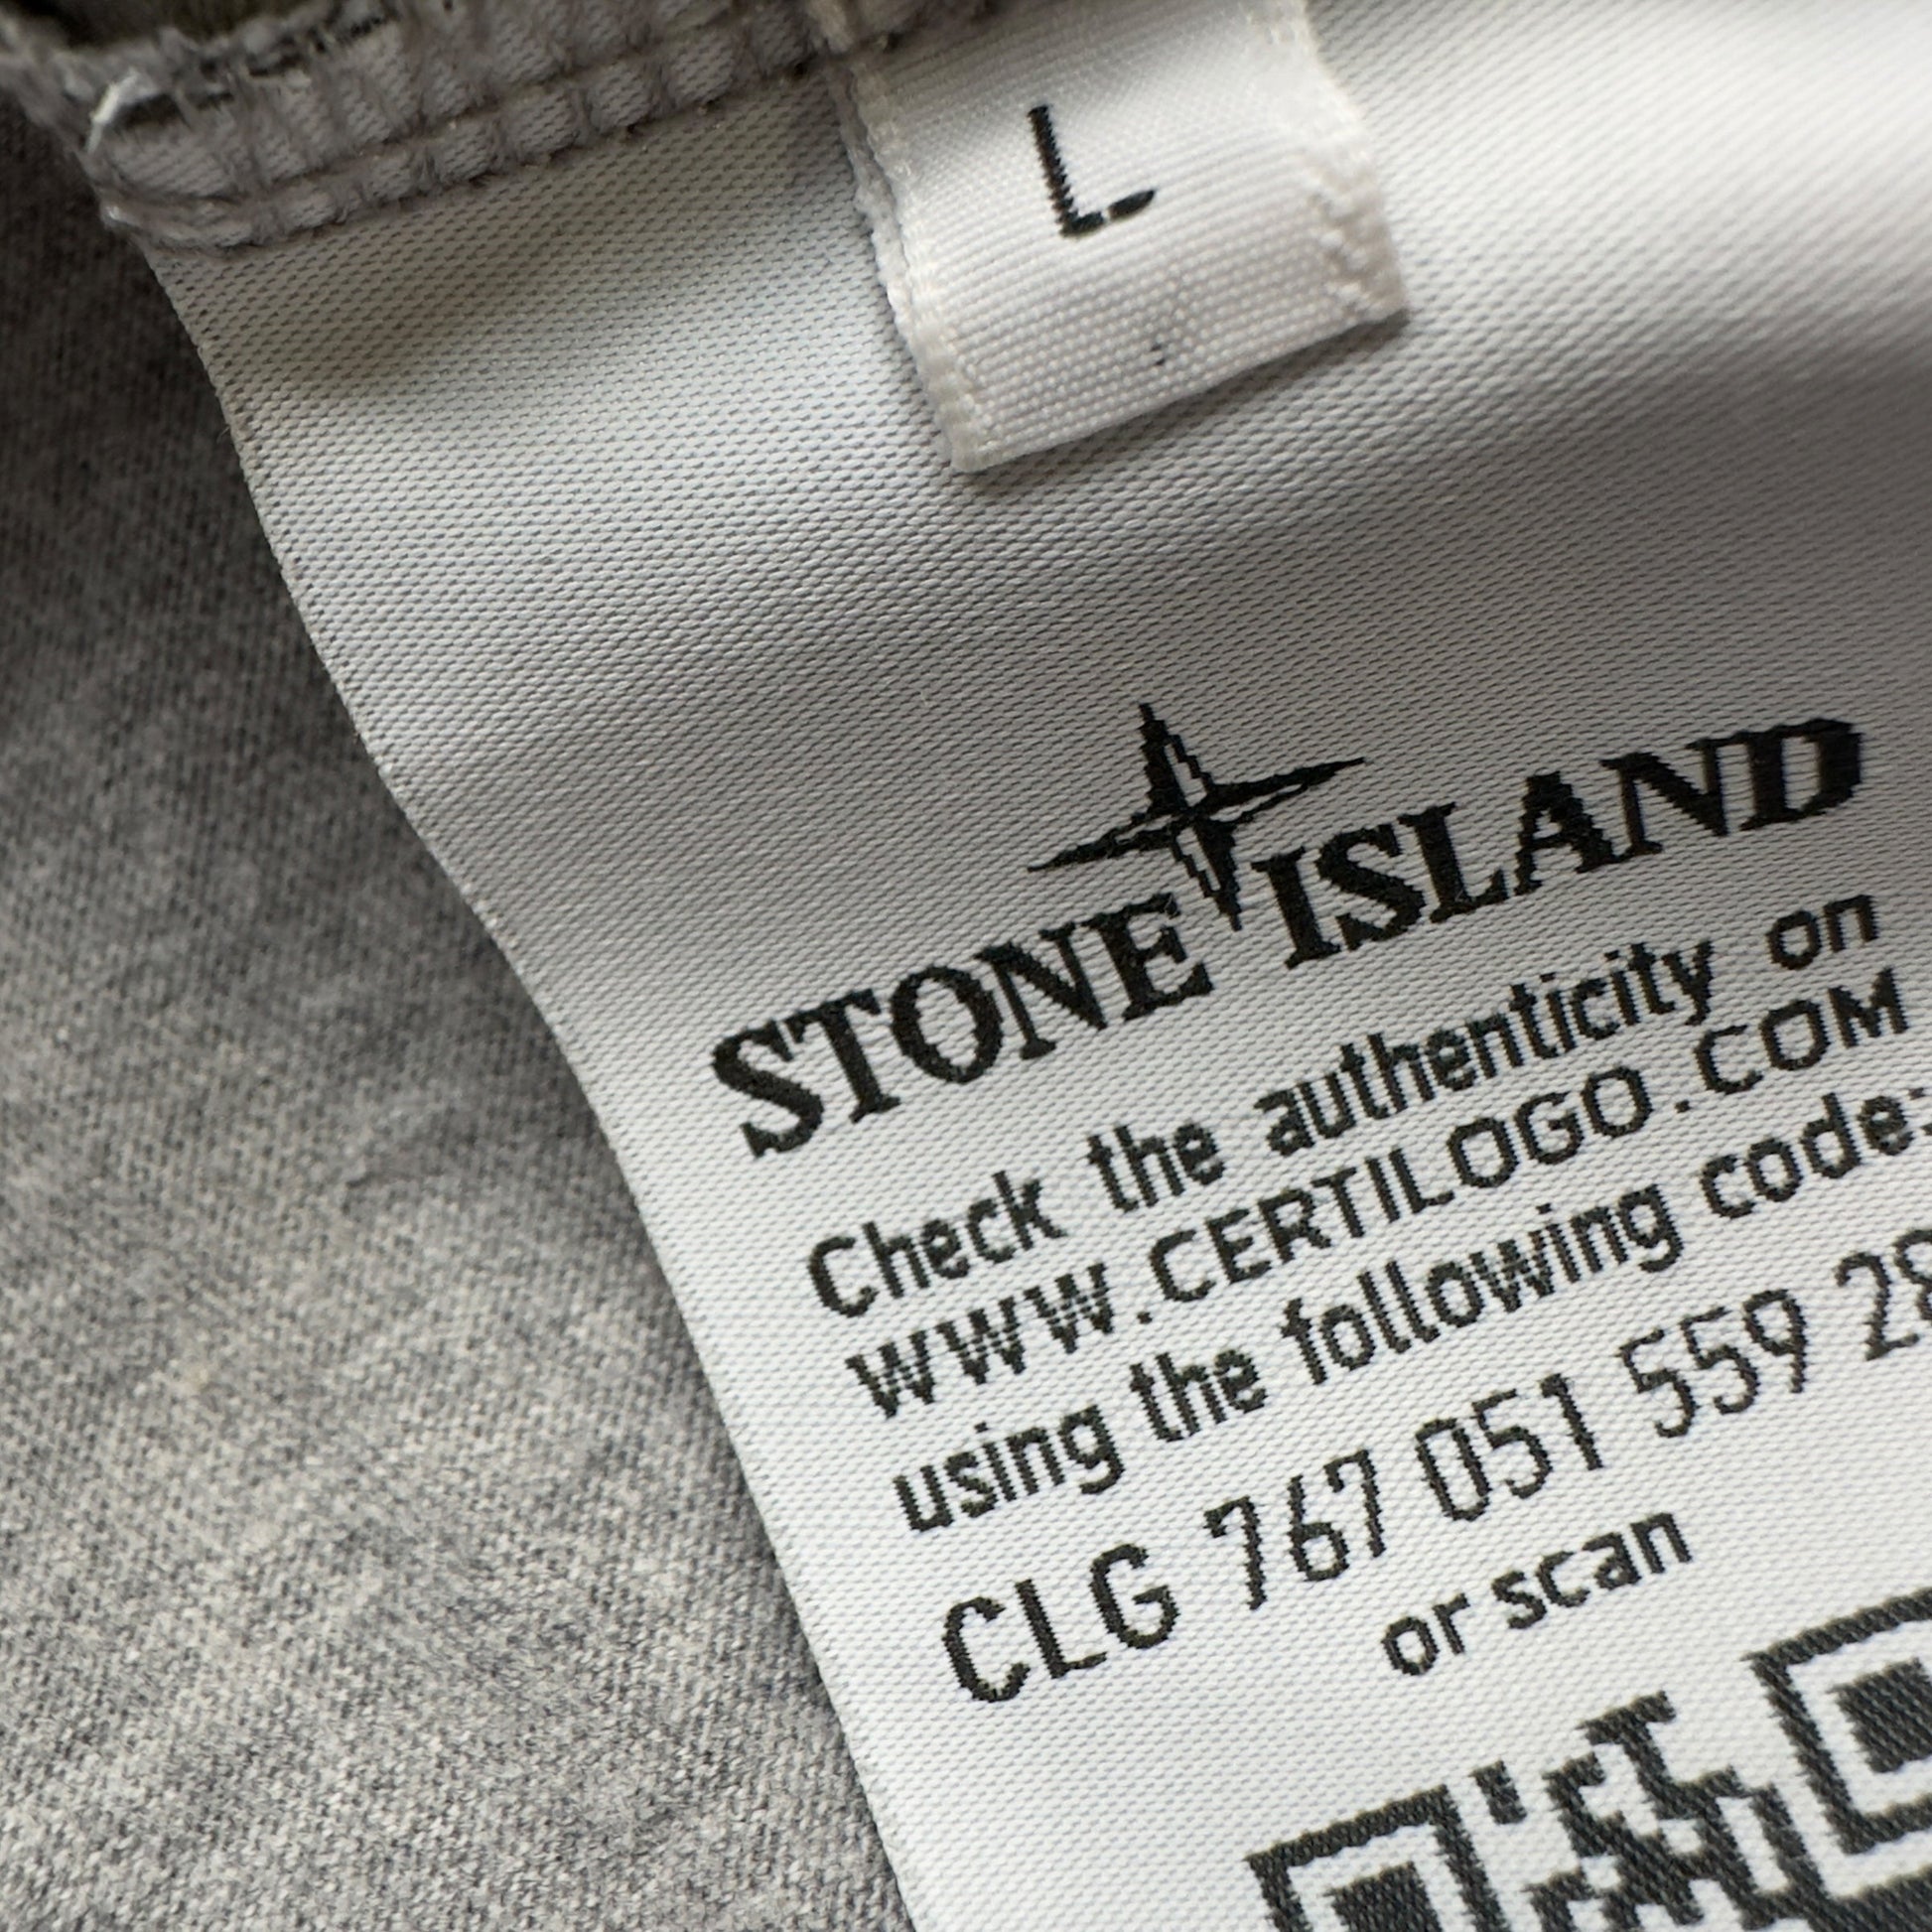 L
STONE ISLAND
Check the authenticity on
WWW.CERTILOGO.COM
using the following code:
CLG 767 051 559 28
or scan